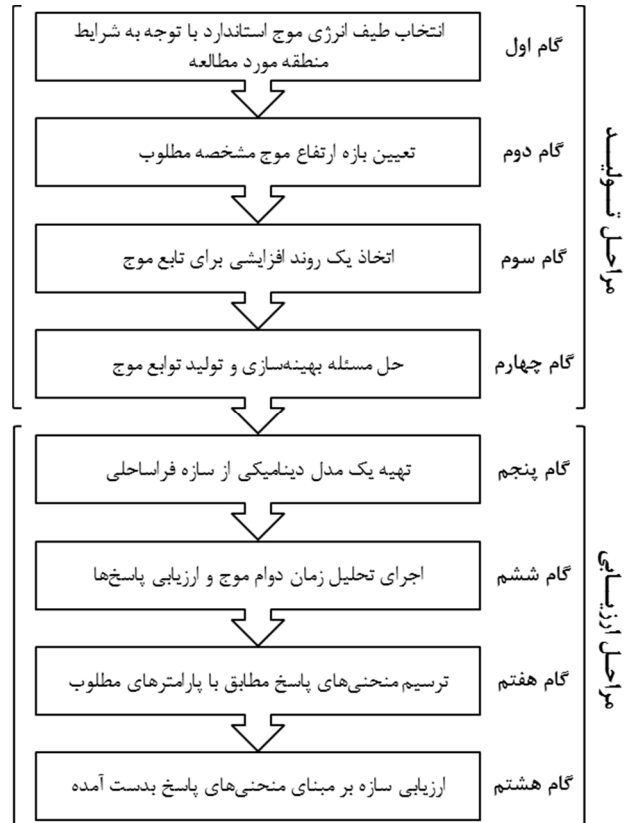 مراحل تولید
گام اول
انتخاب طیف انرژی موج استاندارد با توجه به شرایط
منطقه مورد مطالعه
گام دوم
تعیین بازه ارتفاع موج مشخصه مطلوب
گام سوم
اتخاذ یک روند افزایشی برای تابع موج
گام چهارم
حل مسئله بهینه‌سازی و تولید توابع موج
مراحل ارزیابی
گام پنجم
تهیه یک مدل دینامیکی از سازه فراساحلی
گام ششم
اجرای تحلیل زمان دوام موج و ارزیابی پاسخ‌ها
گام هفتم
ترسیم منحنی‌های پاسخ مطابق با پارامترهای مطلوب
گام هشتم
ارزیابی سازه بر مبنای منحنی‌های پاسخ بدست آمده